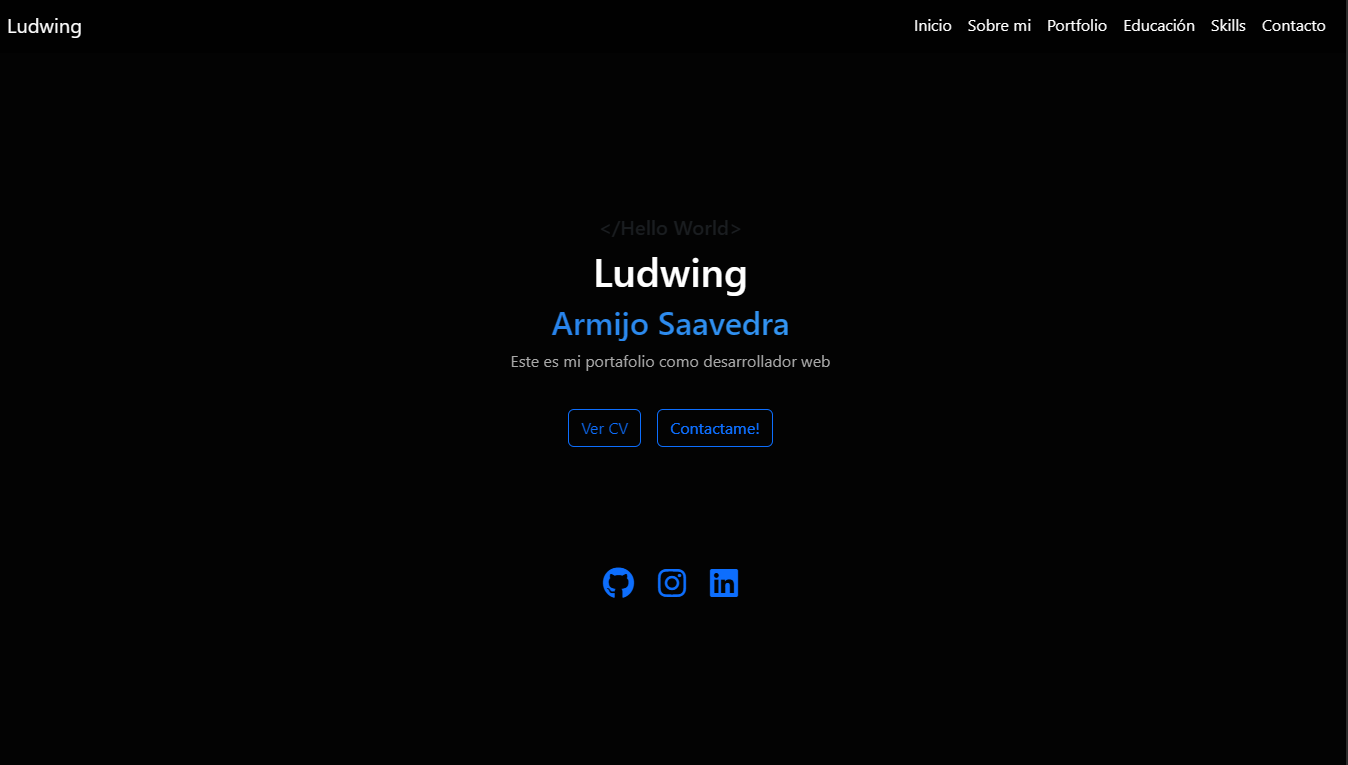 Ludwing
Inicio Sobre mi Portfolio Educación Skills Contacto
</Hello World>
Ludwing
Armijo Saavedra
Este es mi portafolio como desarrollador web
Ver CV Contactame!